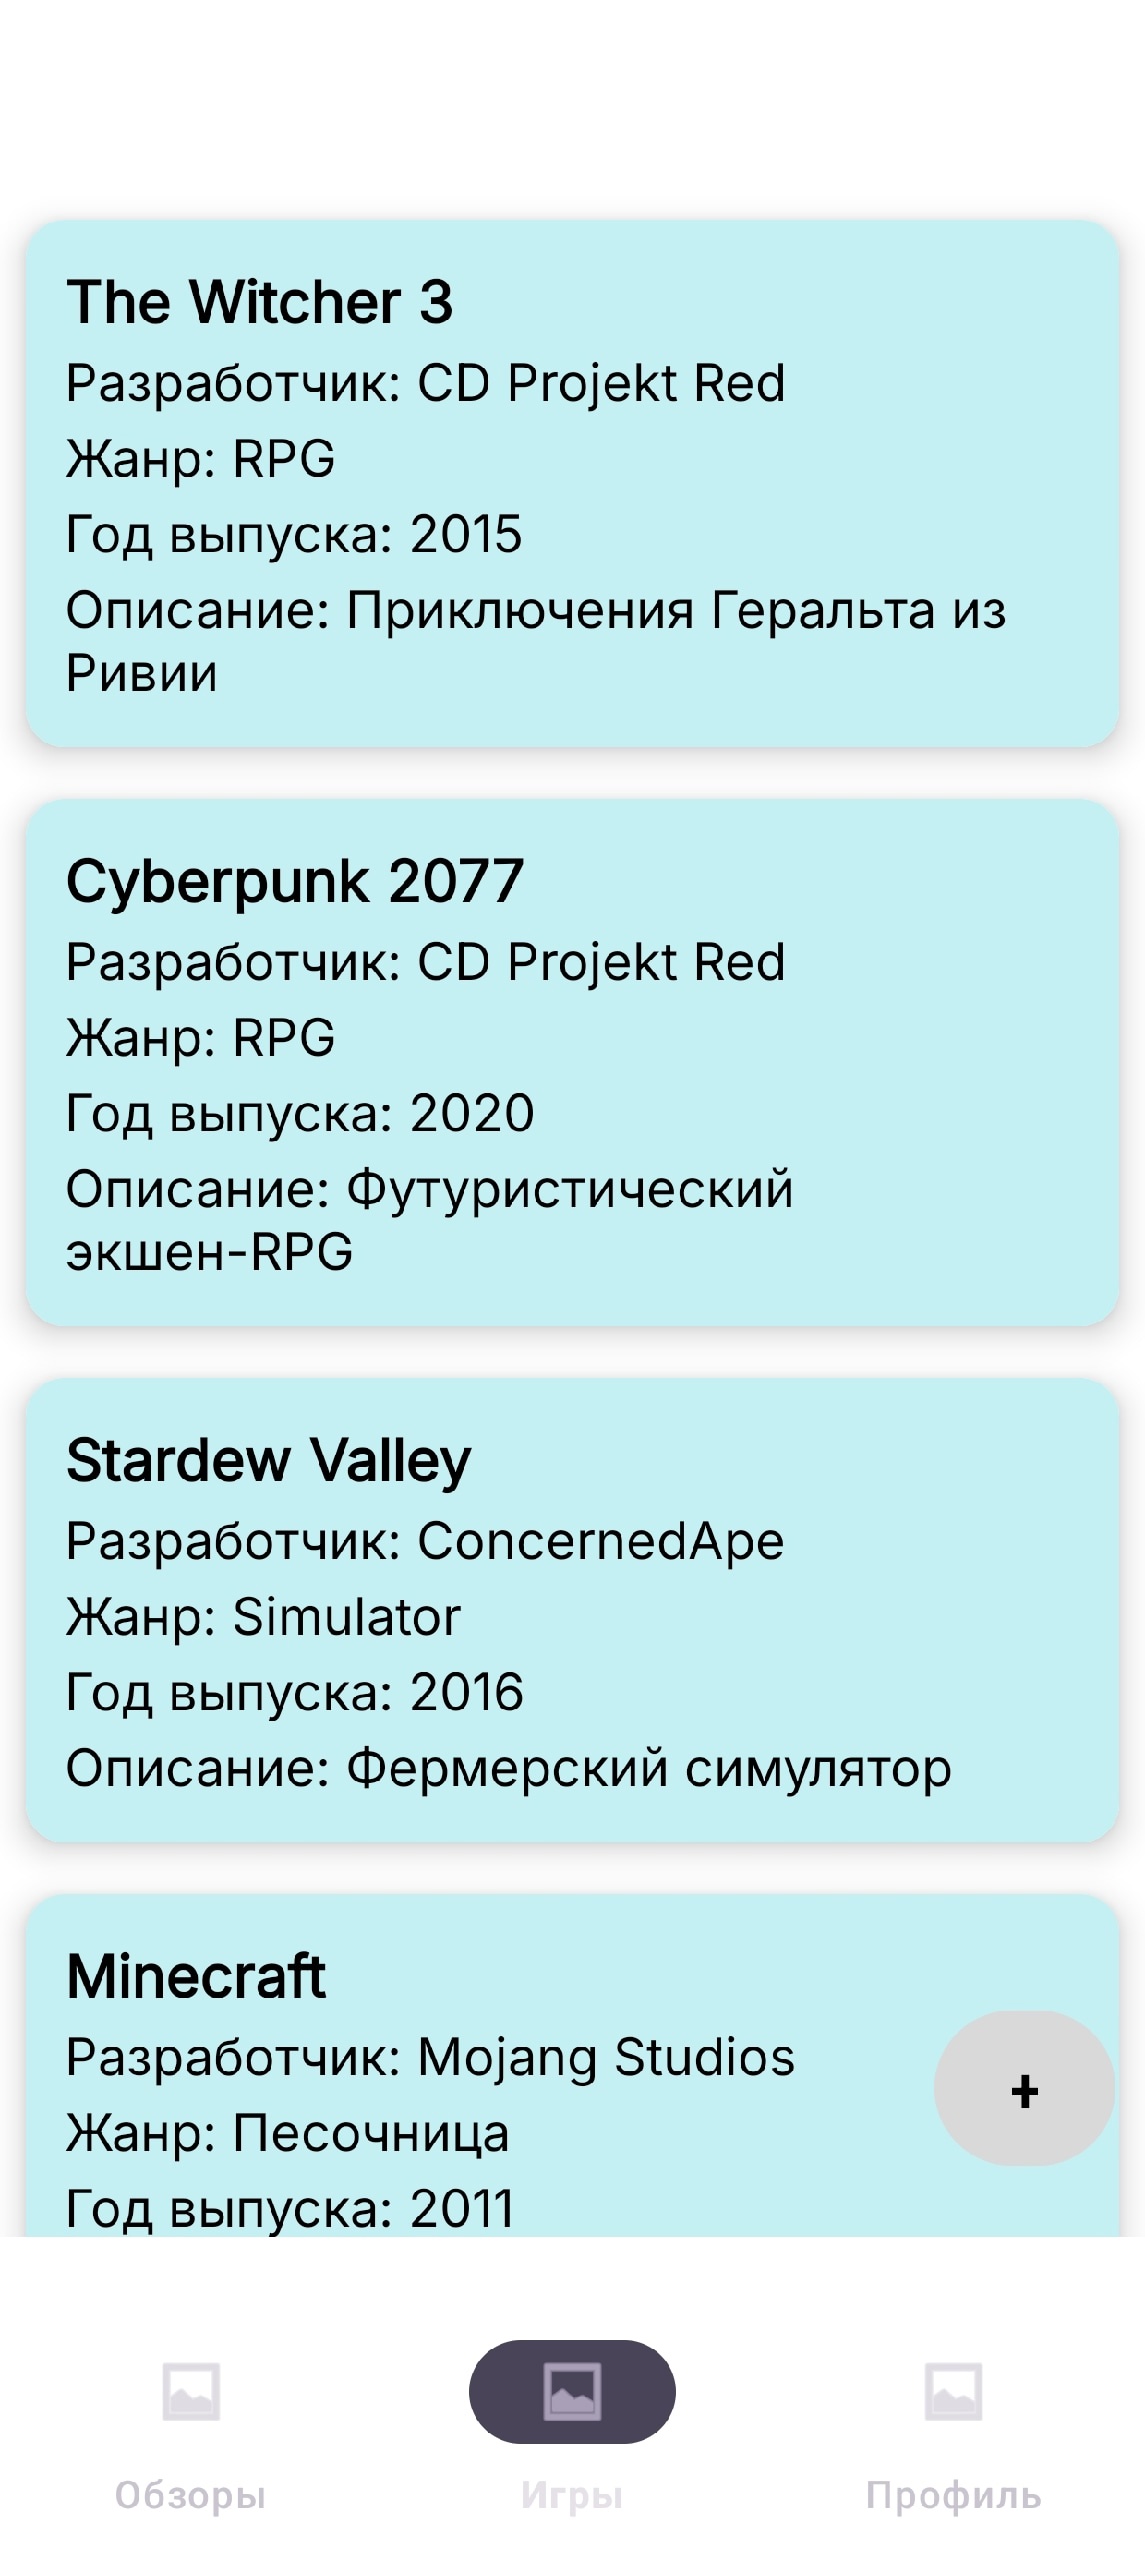 The Witcher 3
Разработчик: CD Projekt Red
Жанр: RPG
Год выпуска: 2015
Описание: Приключения Геральта из
Ривии
Cyberpunk 2077
Разработчик: CD Projekt Red
Жанр: RPG
Год выпуска: 2020
Описание: Футуристический
экшен-RPG
Stardew Valley
Разработчик: ConcernedApe
Жанр: Simulator
Год выпуска: 2016
Описание: Фермерский симулятор
Minecraft
Разработчик: Mojang Studios
+
Жанр: Песочница
Год выпуска: 2011
Обзоры
Игры
Профиль